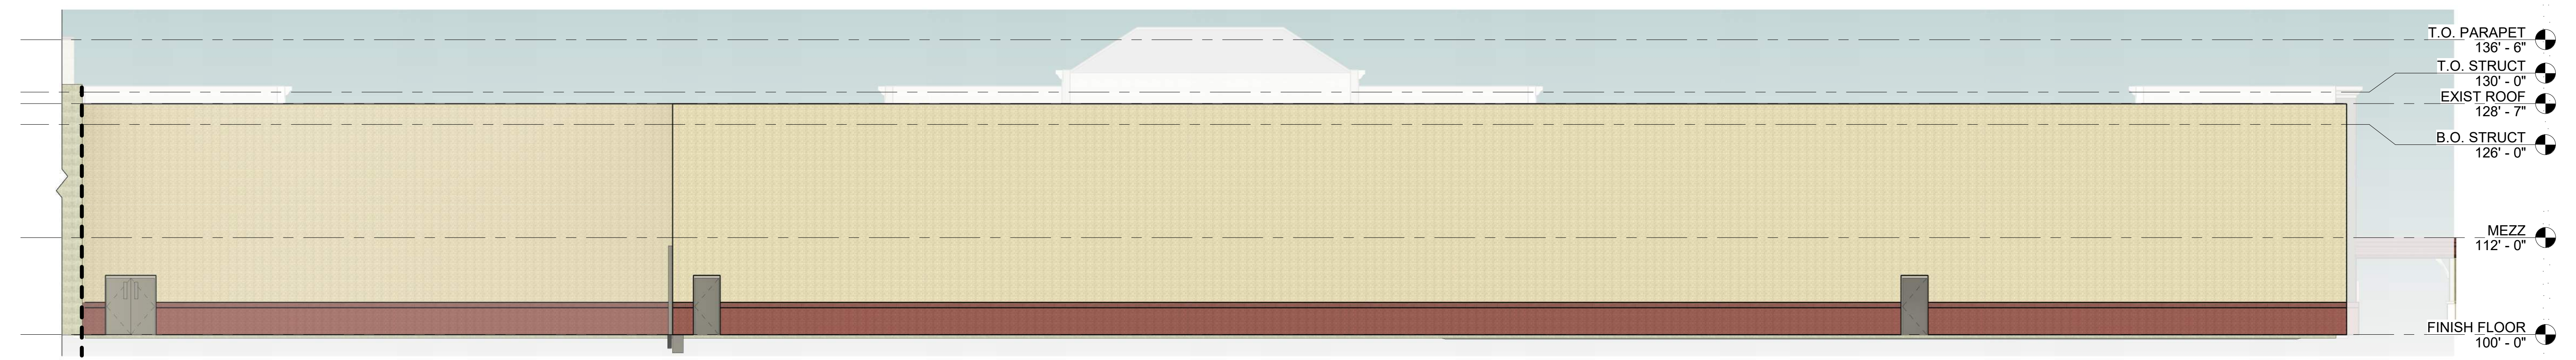 T.O. PARAPET
136' - 6"
T.O. STRUCT
130' - 0"
EXIST ROOF
128' - 7"
B.O. STRUCT
126' - 0"
MEZZ
112' - 0"
FINISH FLOOR
100' - 0"